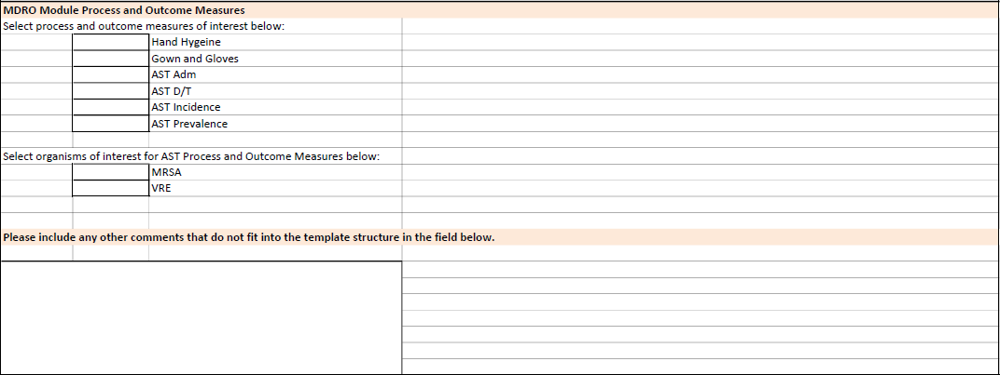 MDRO Module Process and Outcome Measures
Select process and outcome measures of interest below:
Hand Hygeine
Gown and Gloves
AST Adm
AST D/T
AST Incidence
AST Prevalence
Select organisms of interest for AST Process and Outcome Measures below:
MRSA
VRE
Please include any other comments that do not fit into the template structure in the field below.